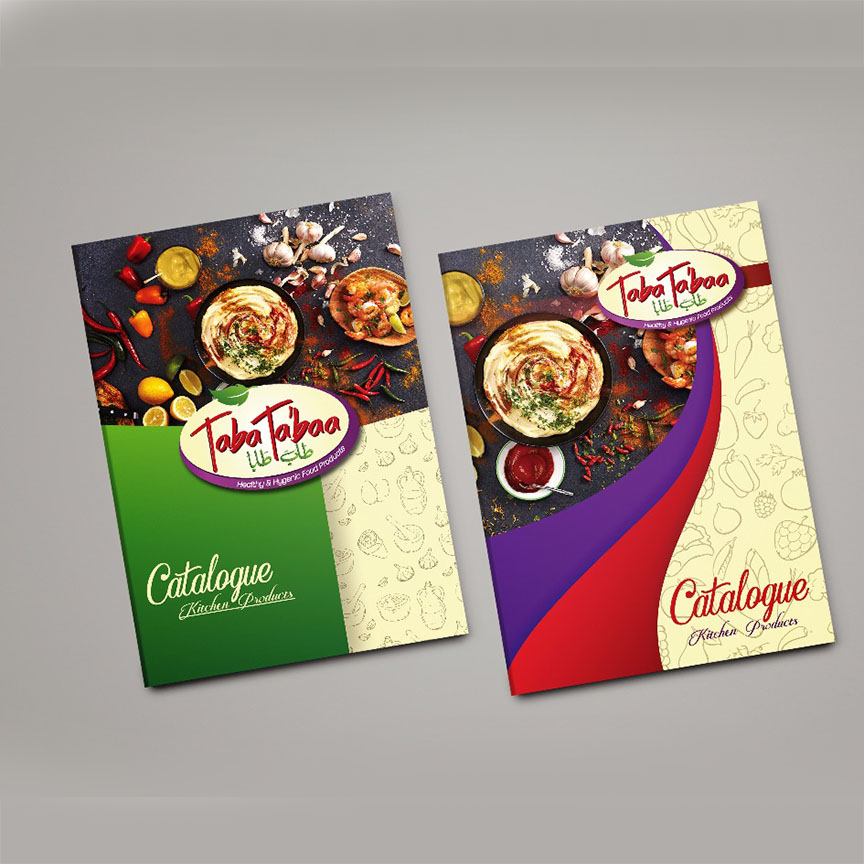 Taba Ta'baa
طاب طابا
Healthy & Hygenic Food Products
Catalogue
Kitchen Products
Taba Ta'baa
طاب طابا
Healthy & Hygenic Food Products
Catalogue
Kitchen Products